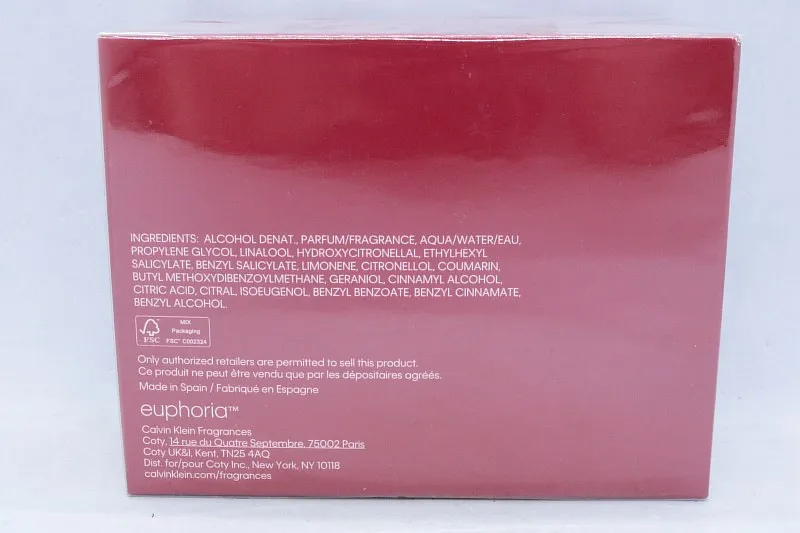 INGREDIENTS: ALCOHOL DENAT., PARFUM/FRAGRANCE, AQUA/WATER/EAU,
PROPYLENE GLYCOL, LINALOOL, HYDROXYCITRONELLAL, ETHYLHEXYL
SALICYLATE, BENZYL SALICYLATE, LIMONENE, CITRONELLOL, COUMARIN,
BUTYL METHOXYDIBENZOYLMETHANE, GERANIOL, CINNAMYL ALCOHOL,
CITRIC ACID, CITRAL, ISOEUGENOL, BENZYL BENZOATE, BENZYL CINNAMATE,
BENZYL ALCOHOL.
FSC
MIX
Packaging
FSC® C002324
Only authorized retailers are permitted to sell this product.
Ce produit ne peut être vendu que par les dépositaires agréés.
Made in Spain / Fabriqué en Espagne
euphoria™
Calvin Klein Fragrances
Coty, 14 rue du Quatre Septembre, 75002 Paris
Coty UK&I, Kent, TN25 4AQ
Dist. for/pour Coty Inc., New York, NY 10118
calvinklein.com/fragrances